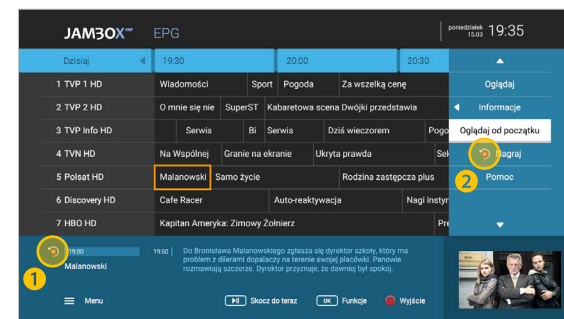 JAMBOX EPG poniedziałek 15.03 19:35
Dzisiaj 19:30 20:00 20:30
1 TVP 1 HD Wiadomości Sport Pogoda Za wszelką cenę Oglądaj
2 TVP 2 HD O mnie się nie SuperST Kabaretowa scena Dwójki przedstawia Informacje
3 TVP Info HD Serwis Bi Serwis Dziś wieczorem Pogo Oglądaj od początku
4 TVN HD Na Wspólnej Granie na ekranie Ukryta prawda Sek Nagraj
5 Polsat HD Malanowski Samo życie Rodzina zastępcza plus 2 Pomoc
6 Discovery HD Cafe Racer Auto-reaktywacja Nagi instyn
7 HBO HD Kapitan Ameryka: Zimowy Żołnierz Pre
19:00 19:50 Do Bronisława Malanowskiego zgłasza się dyrektor szkoły, który ma
Malanowski problem z dilerami dopalaczy na terenie swojej placówki. Panowie
1 rozmawiają szczerze. Dyrektor przyznaje, że dawniej był spokój.
Menu Skocz do teraz OK Funkcje Wyjście